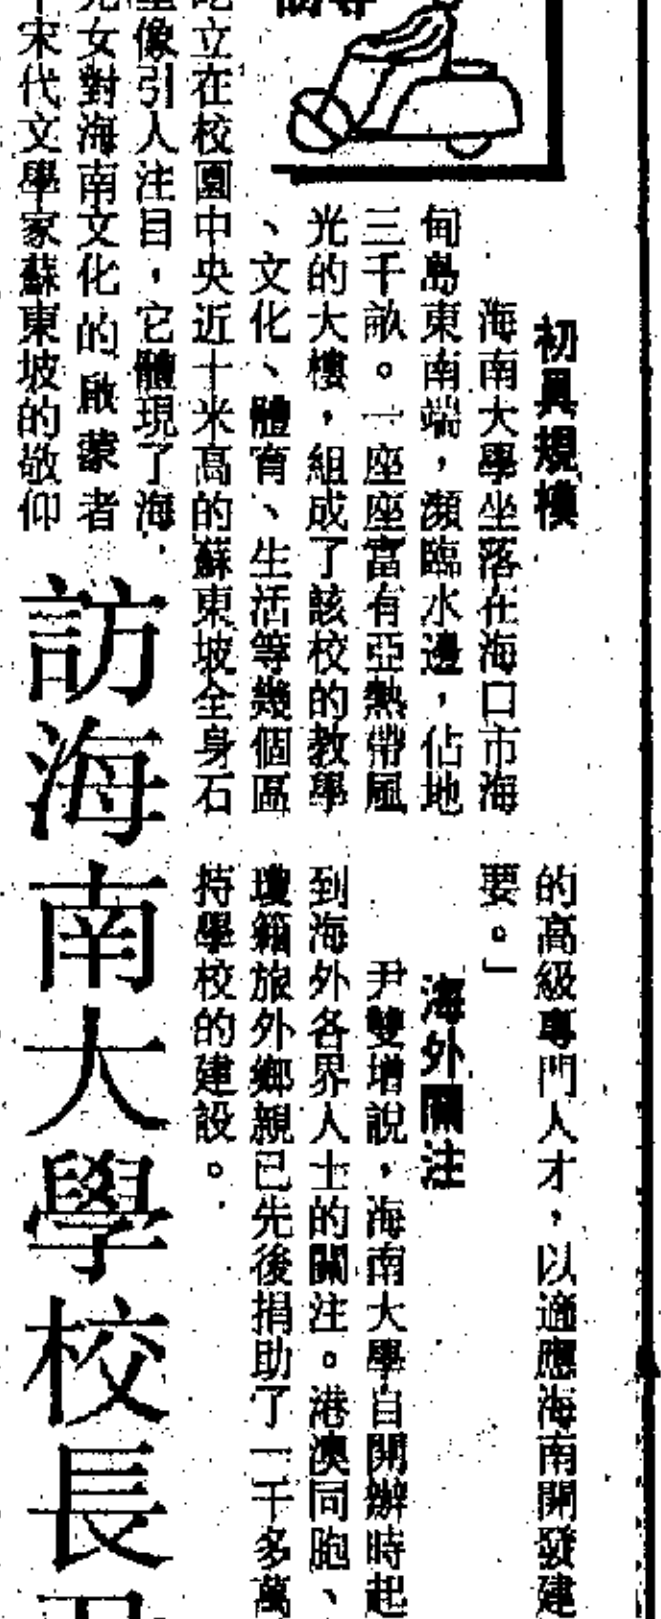 初具規模
海南大學坐落在海口市海
甸島東南端，瀕臨水邊，佔地
三千畝。一座座富有亞熱帶風
光的大樓，組成了該校的教學
、文化、體育、生活等幾個區
屹立在校園中央近十米高的蘇東坡全身石
像引人注目，它體現了海
女對海南文化的啟蒙者
宋代文學家蘇東坡的敬仰
訪海南大學校長
的高級專門人才，以適應海南開發建
要。」
海外關注
尹雙增說，海南大學自開辦時起
到海外各界人士的關注。港澳同胞、
瓊籍旅外鄉親已先後捐助了一千多萬
持學校的建設。